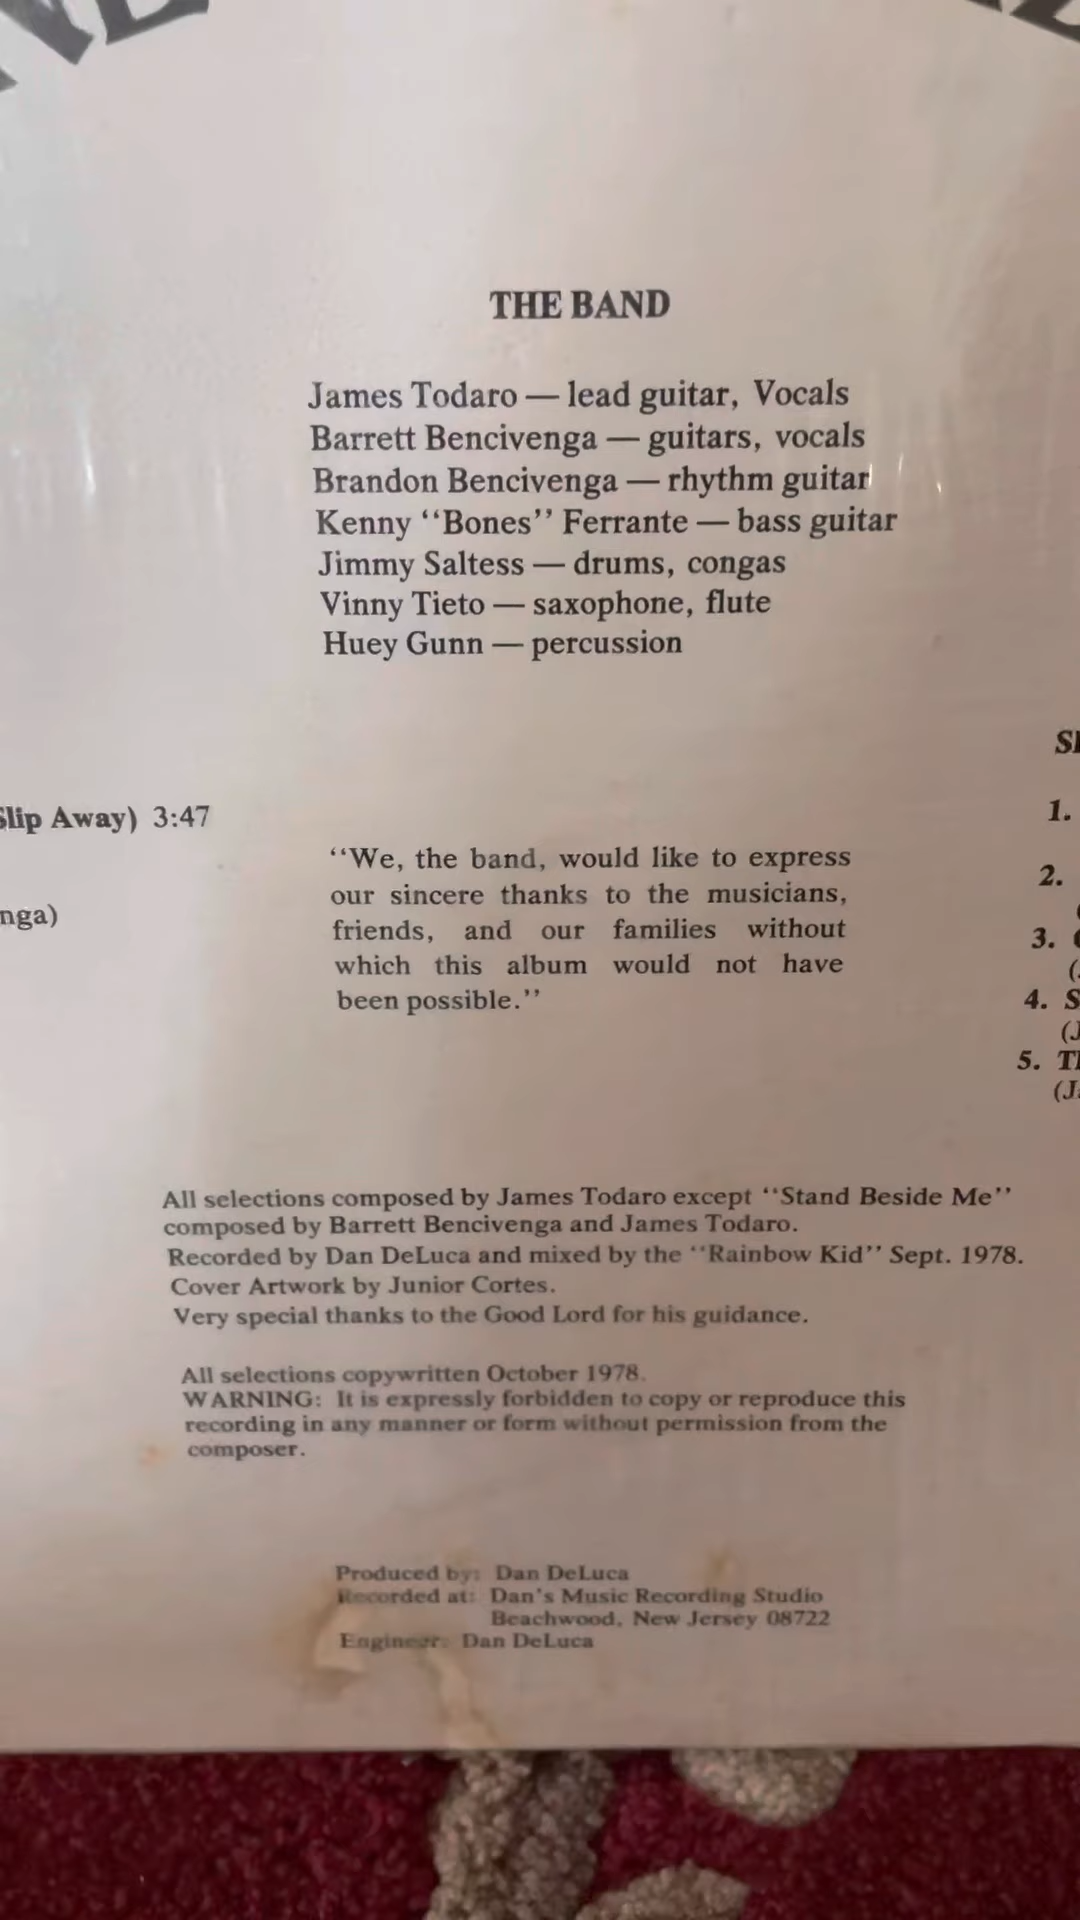 THE BAND
James Todaro — lead guitar, Vocals
Barrett Bencivenga — guitars, vocals
Brandon Bencivenga — rhythm guitar
Kenny “Bones” Ferrante — bass guitar
Jimmy Saltess — drums, congas
Vinny Tieto — saxophone, flute
Huey Gunn — percussion
Slip Away) 3:47
nga)
“We, the band, would like to express
our sincere thanks to the musicians,
friends, and our families without
which this album would not have
been possible.”
1.
2.
3.
4. S
(J
5. T
(J
All selections composed by James Todaro except “Stand Beside Me”
composed by Barrett Bencivenga and James Todaro.
Recorded by Dan DeLuca and mixed by the “Rainbow Kid” Sept. 1978.
Cover Artwork by Junior Cortes.
Very special thanks to the Good Lord for his guidance.
All selections copywritten October 1978.
WARNING: It is expressly forbidden to copy or reproduce this
recording in any manner or form without permission from the
composer.
Produced by: Dan DeLuca
Recorded at: Dan's Music Recording Studio
Beachwood, New Jersey 08722
Engineer: Dan DeLuca